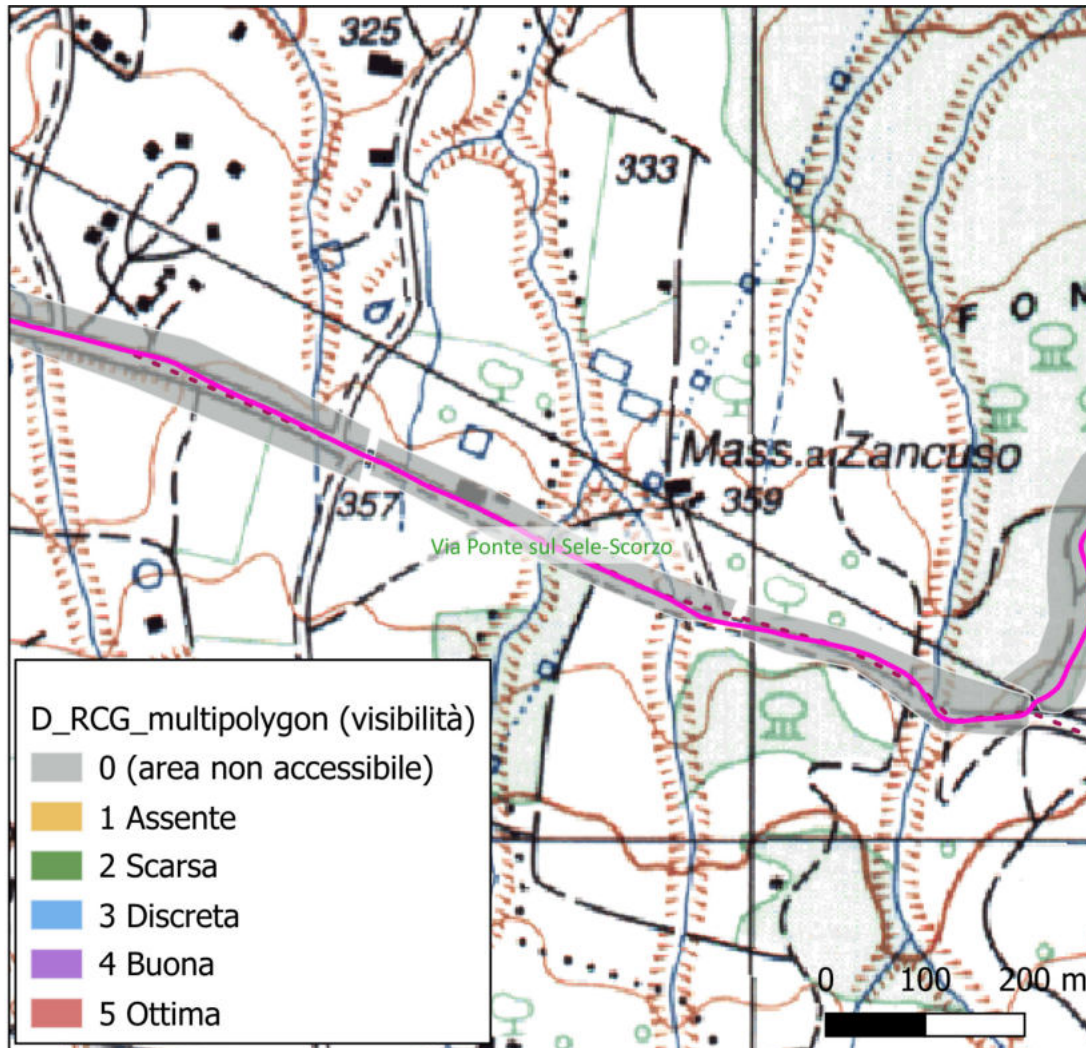 325
333
F O N
Mass.a Zancuso
359
357
Via Ponte sul Sele-Scorzo
D_RCG_multipolygon (visibilità)
0 (area non accessibile)
1 Assente
2 Scarsa
3 Discreta
4 Buona
5 Ottima
0 100 200 m